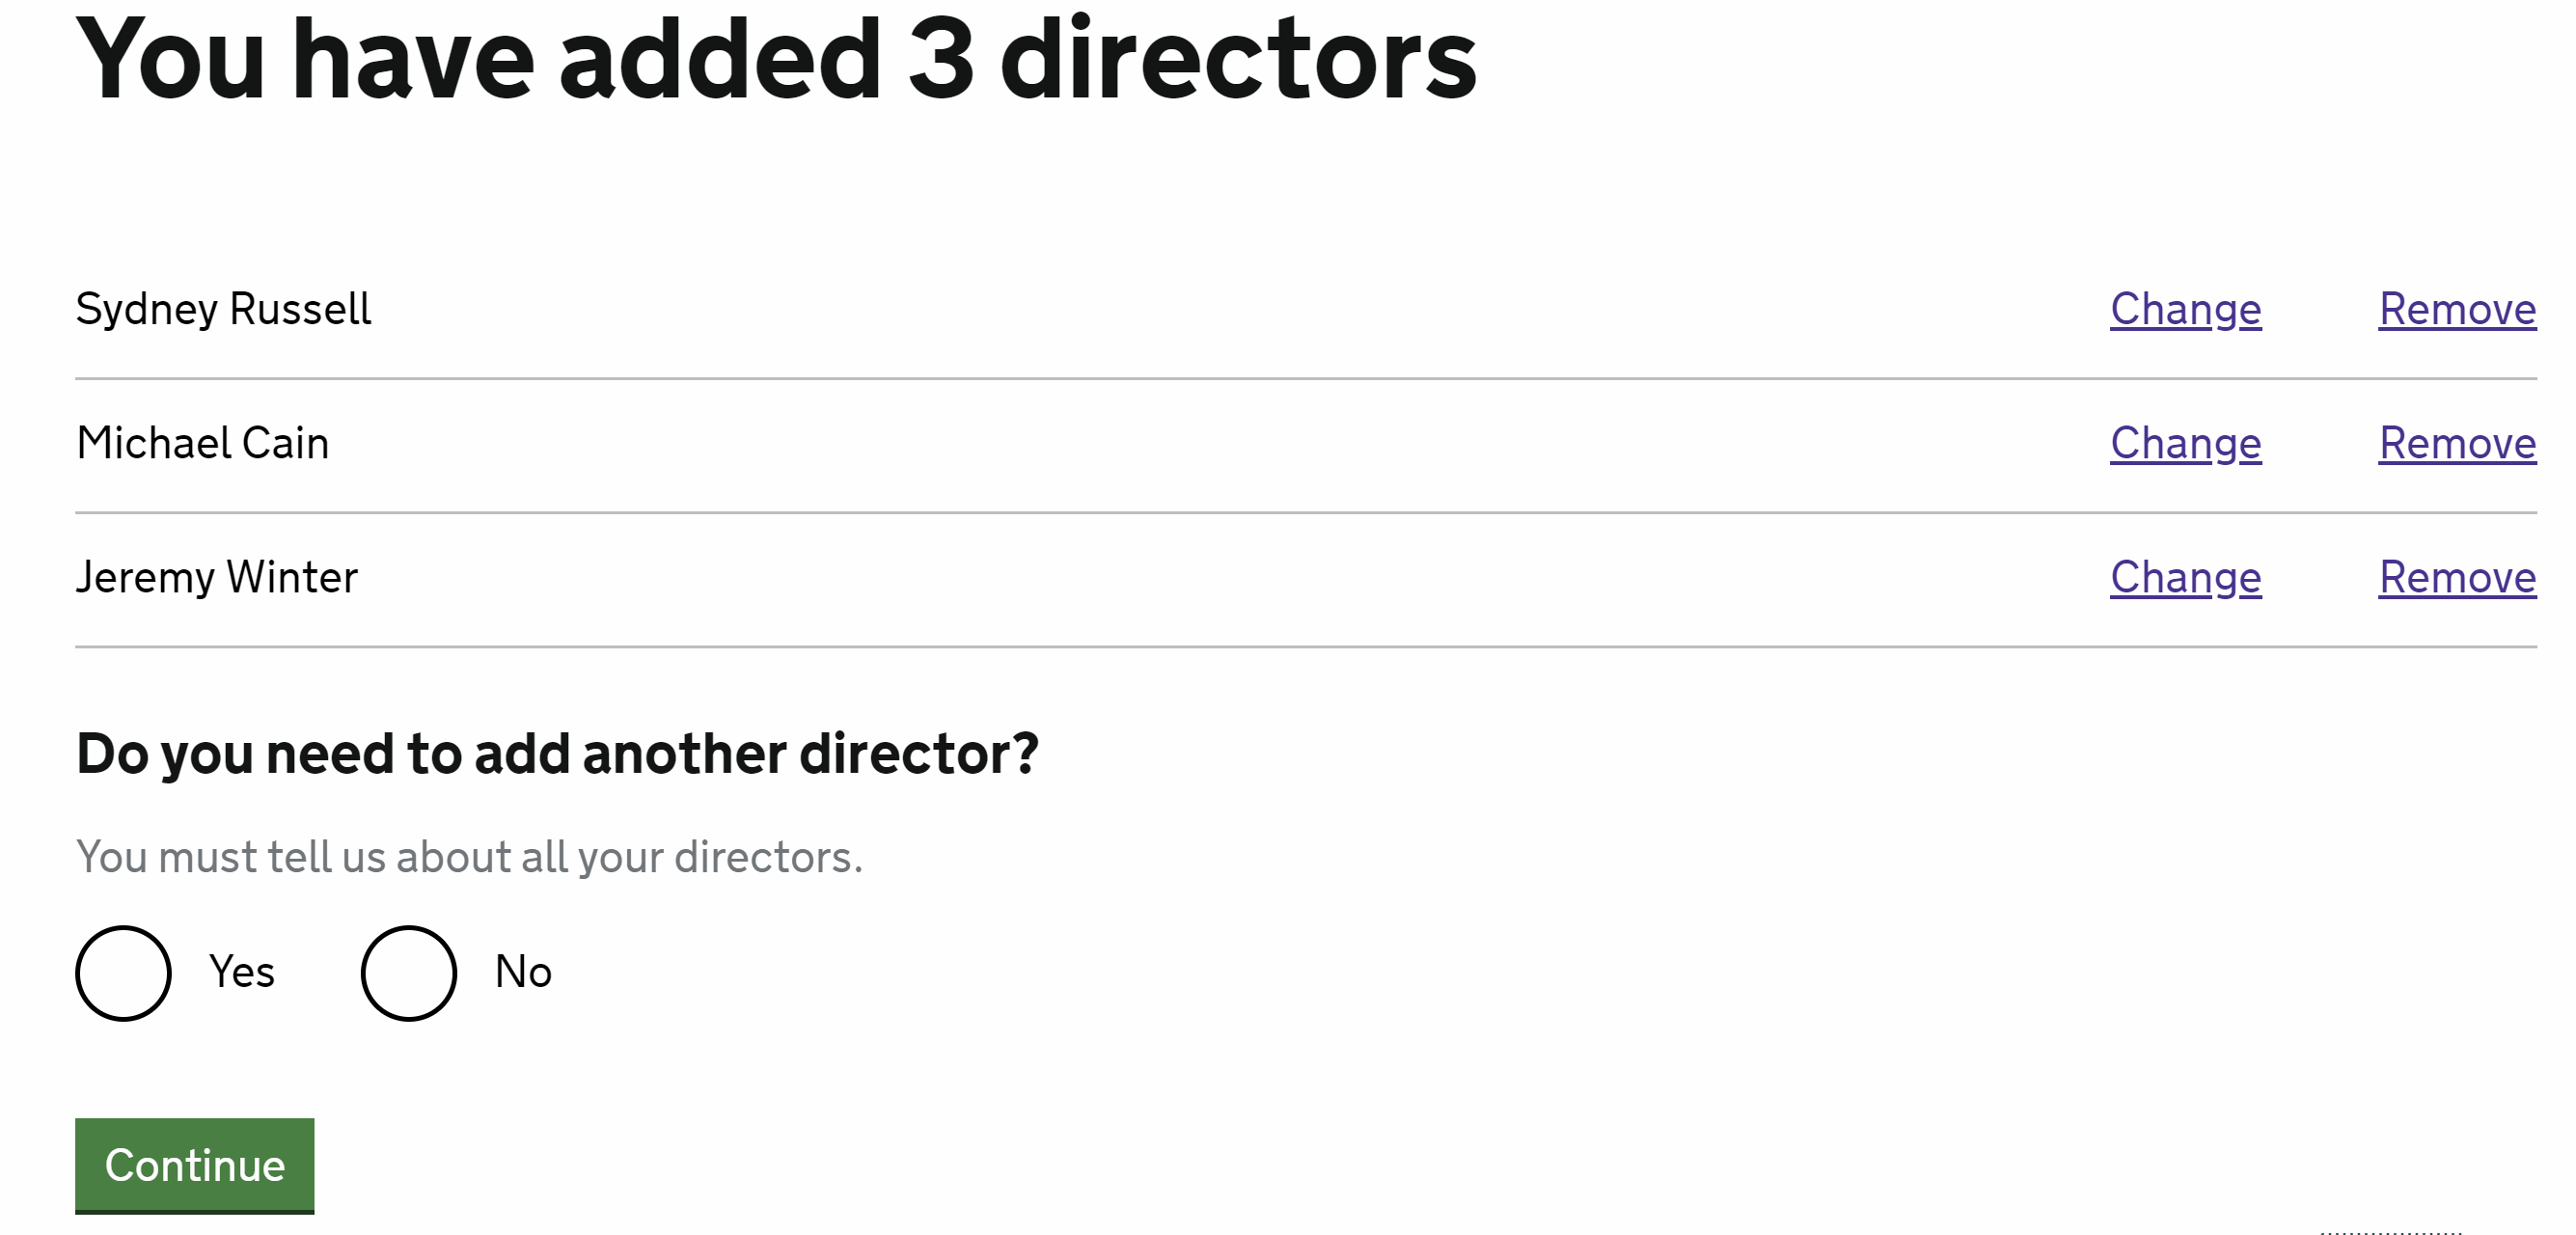 You have added 3 directors
Sydney Russell Change Remove
Michael Cain Change Remove
Jeremy Winter Change Remove
Do you need to add another director?
You must tell us about all your directors.
Yes No
Continue